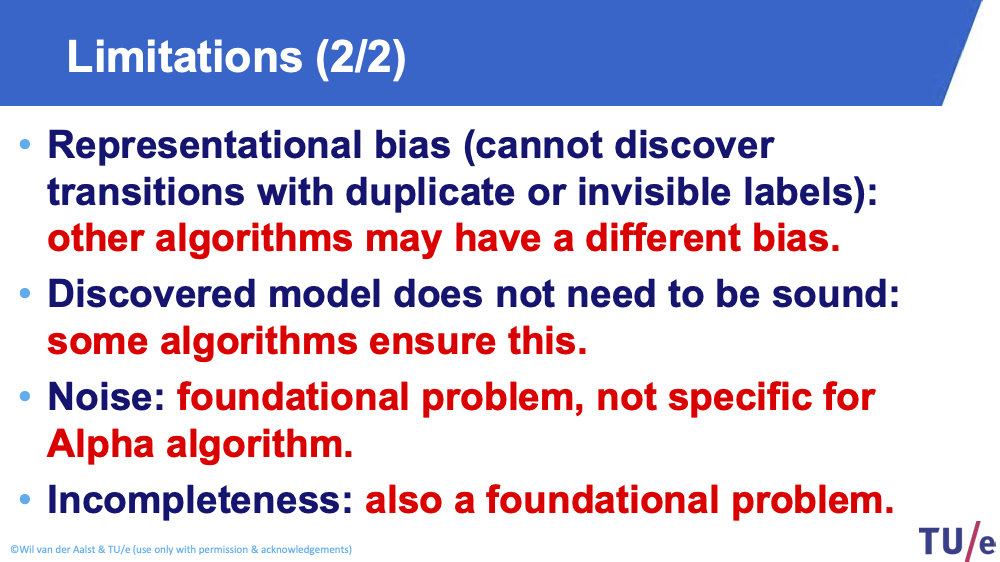 Limitations (2/2)
• Representational bias (cannot discover
transitions with duplicate or invisible labels):
other algorithms may have a different bias.
• Discovered model does not need to be sound:
some algorithms ensure this.
• Noise: foundational problem, not specific for
Alpha algorithm.
• Incompleteness: also a foundational problem.
©Wil van der Aalst & TU/e (use only with permission & acknowledgements)
TU/e